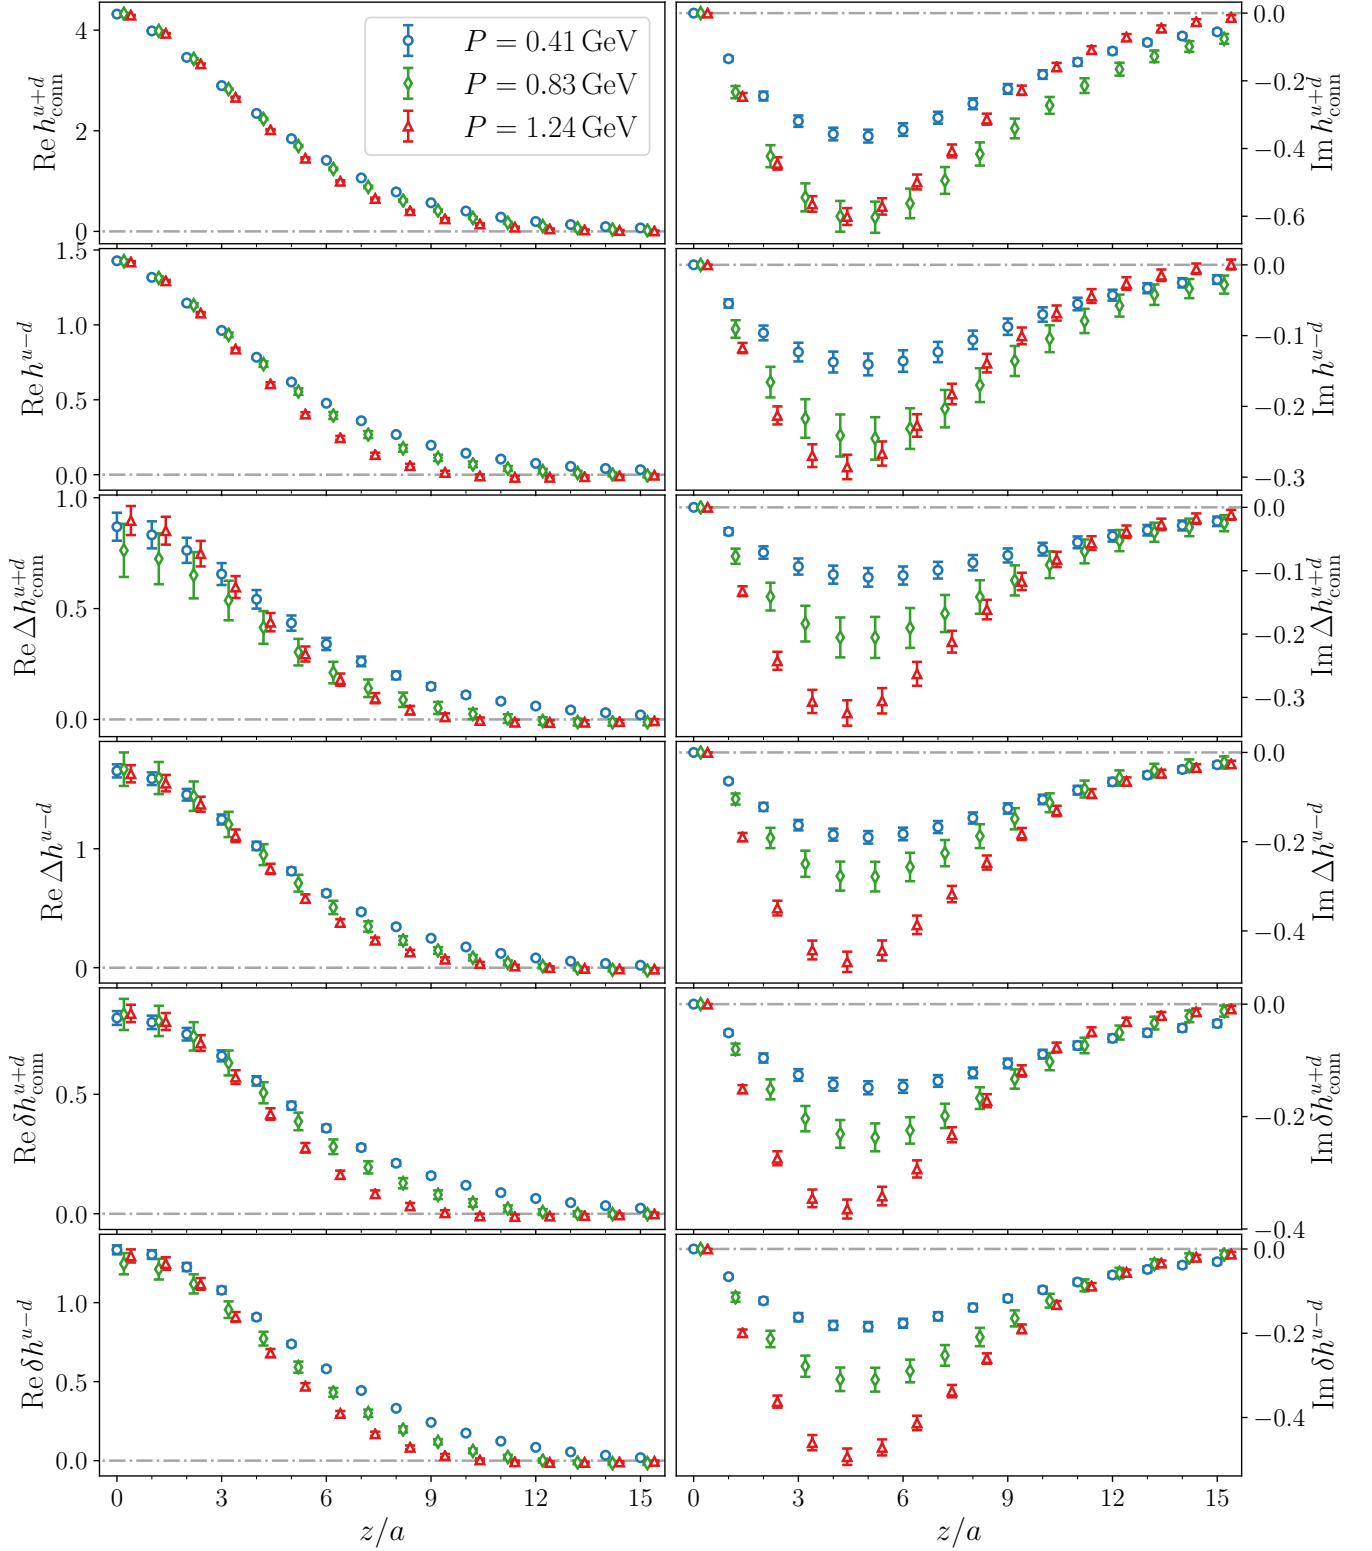 Re h^{u+d}_{conn}
4
2
0
P = 0.41 GeV
P = 0.83 GeV
P = 1.24 GeV
0.0
−0.2
−0.4
−0.6
Im h^{u+d}_{conn}
Re h^{u−d}
1.5
1.0
0.5
0.0
0.0
−0.1
−0.2
−0.3
Im h^{u−d}
Re Δh^{u+d}_{conn}
1.0
0.5
0.0
0.0
−0.1
−0.2
−0.3
Im Δh^{u+d}_{conn}
Re Δh^{u−d}
1
0
0.0
−0.2
−0.4
Im Δh^{u−d}
Re δh^{u+d}_{conn}
0.5
0.0
0.0
−0.2
−0.4
Im δh^{u+d}_{conn}
Re δh^{u−d}
1.0
0.5
0.0
0.0
−0.2
−0.4
Im δh^{u−d}
0 3 6 9 12 15
0 3 6 9 12 15
z/a
z/a